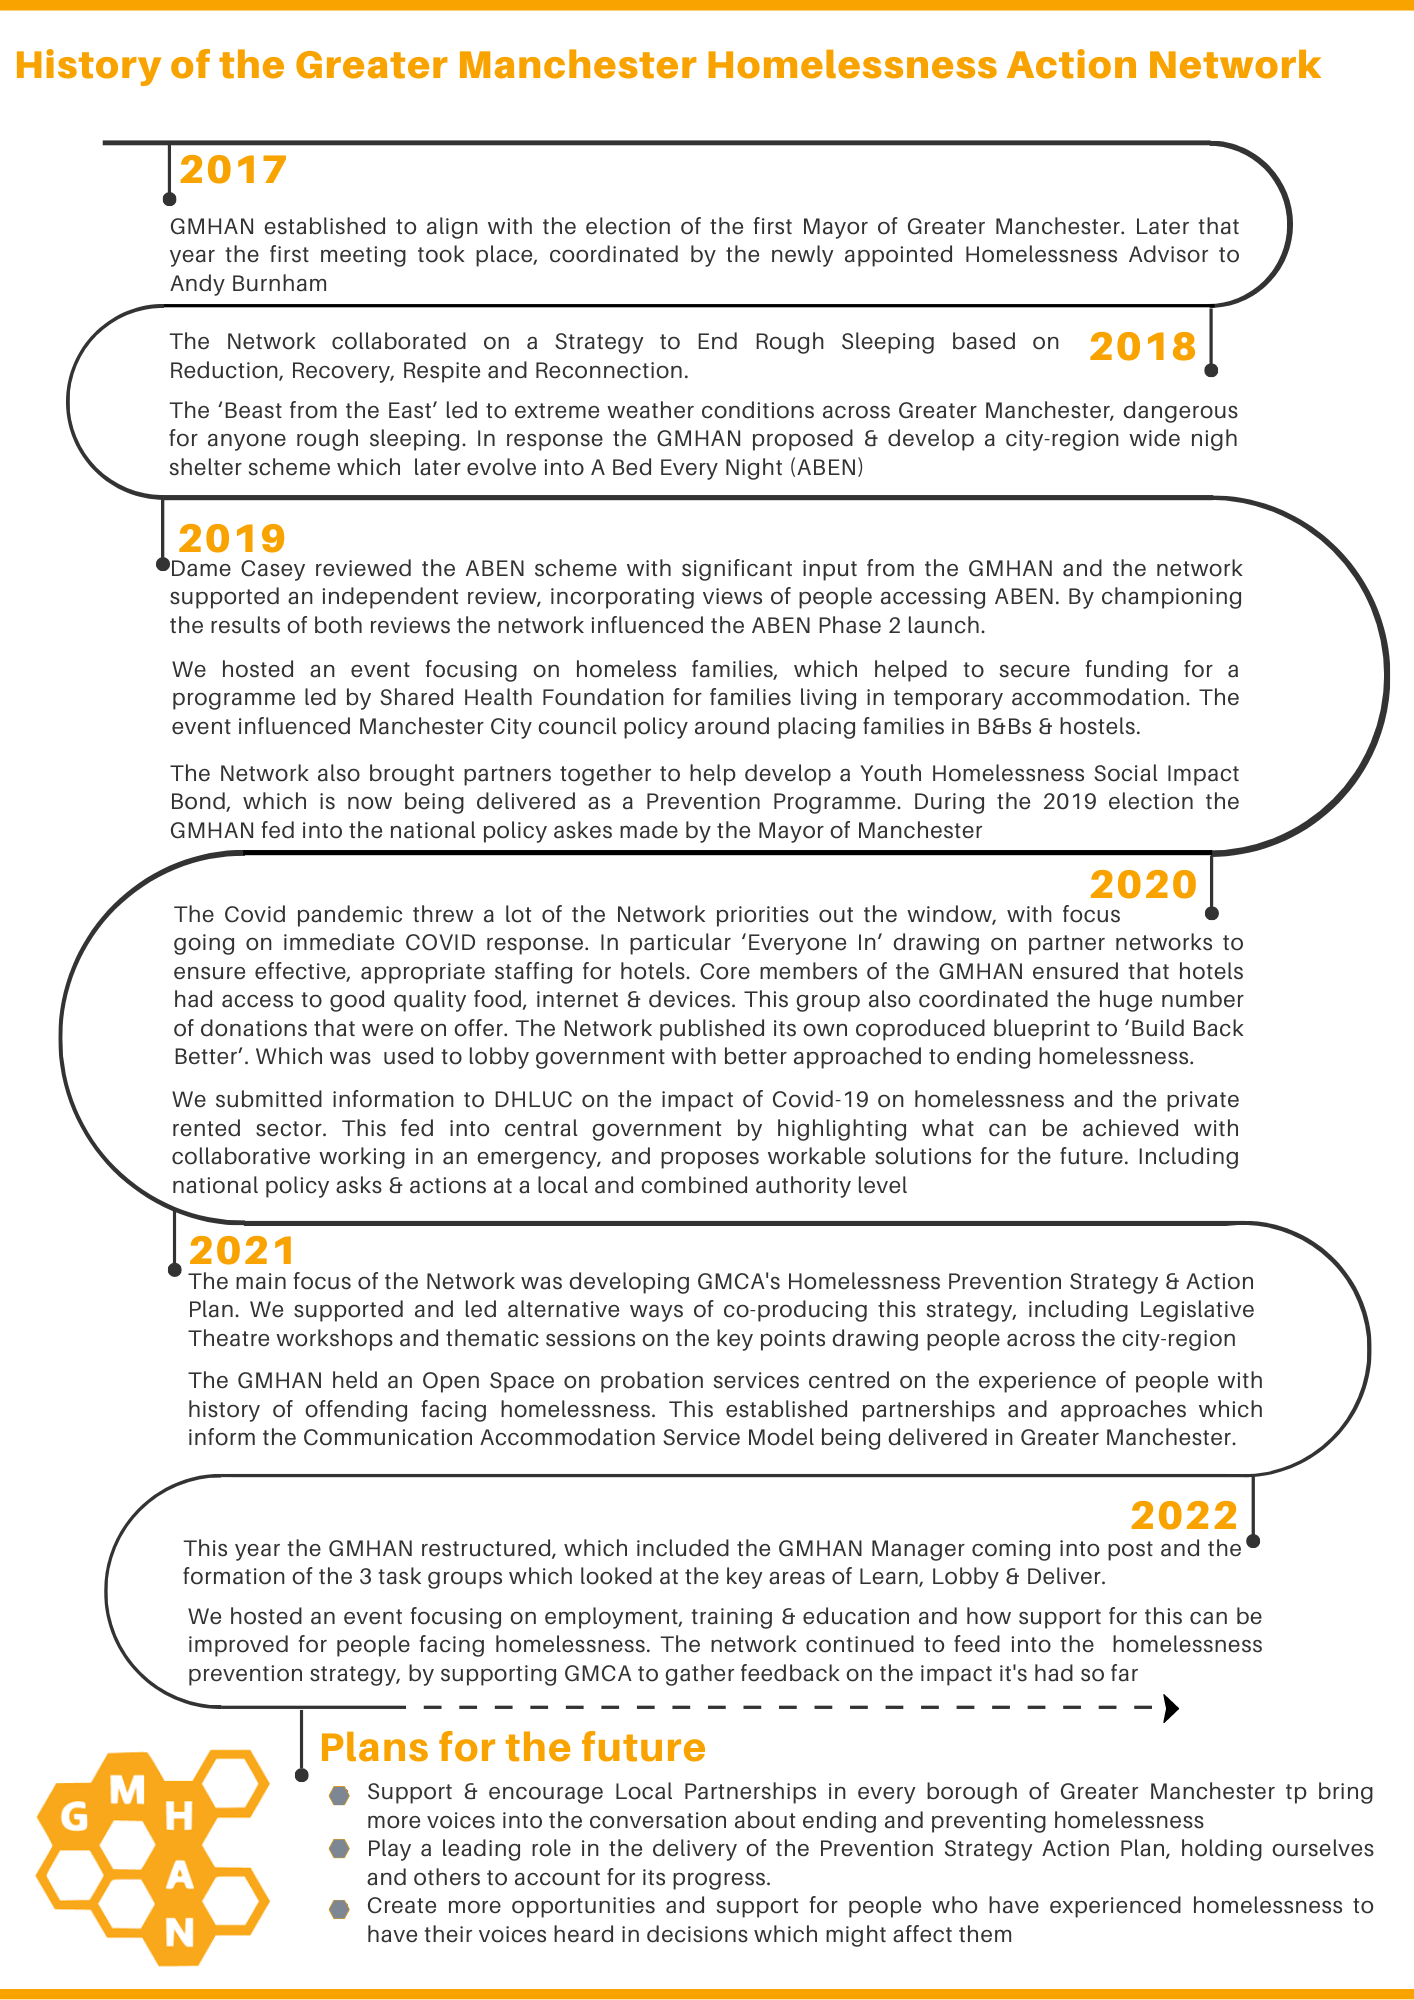 History of the Greater Manchester Homelessness Action Network
2017
GMHAN established to align with the election of the first Mayor of Greater Manchester. Later that
year the first meeting took place, coordinated by the newly appointed Homelessness Advisor to
Andy Burnham
2018
The Network collaborated on a Strategy to End Rough Sleeping based on
Reduction, Recovery, Respite and Reconnection.
The ‘Beast from the East’ led to extreme weather conditions across Greater Manchester, dangerous
for anyone rough sleeping. In response the GMHAN proposed & develop a city-region wide nigh
shelter scheme which later evolve into A Bed Every Night (ABEN)
2019
Dame Casey reviewed the ABEN scheme with significant input from the GMHAN and the network
supported an independent review, incorporating views of people accessing ABEN. By championing
the results of both reviews the network influenced the ABEN Phase 2 launch.
We hosted an event focusing on homeless families, which helped to secure funding for a
programme led by Shared Health Foundation for families living in temporary accommodation. The
event influenced Manchester City council policy around placing families in B&Bs & hostels.
The Network also brought partners together to help develop a Youth Homelessness Social Impact
Bond, which is now being delivered as a Prevention Programme. During the 2019 election the
GMHAN fed into the national policy askes made by the Mayor of Manchester
2020
The Covid pandemic threw a lot of the Network priorities out the window, with focus
going on immediate COVID response. In particular ‘Everyone In’ drawing on partner networks to
ensure effective, appropriate staffing for hotels. Core members of the GMHAN ensured that hotels
had access to good quality food, internet & devices. This group also coordinated the huge number
of donations that were on offer. The Network published its own coproduced blueprint to ‘Build Back
Better’. Which was used to lobby government with better approached to ending homelessness.
We submitted information to DHLUC on the impact of Covid-19 on homelessness and the private
rented sector. This fed into central government by highlighting what can be achieved with
collaborative working in an emergency, and proposes workable solutions for the future. Including
national policy asks & actions at a local and combined authority level
2021
The main focus of the Network was developing GMCA's Homelessness Prevention Strategy & Action
Plan. We supported and led alternative ways of co-producing this strategy, including Legislative
Theatre workshops and thematic sessions on the key points drawing people across the city-region
The GMHAN held an Open Space on probation services centred on the experience of people with
history of offending facing homelessness. This established partnerships and approaches which
inform the Communication Accommodation Service Model being delivered in Greater Manchester.
2022
This year the GMHAN restructured, which included the GMHAN Manager coming into post and the
formation of the 3 task groups which looked at the key areas of Learn, Lobby & Deliver.
We hosted an event focusing on employment, training & education and how support for this can be
improved for people facing homelessness. The network continued to feed into the homelessness
prevention strategy, by supporting GMCA to gather feedback on the impact it's had so far
Plans for the future
Support & encourage Local Partnerships in every borough of Greater Manchester tp bring
more voices into the conversation about ending and preventing homelessness
Play a leading role in the delivery of the Prevention Strategy Action Plan, holding ourselves
and others to account for its progress.
Create more opportunities and support for people who have experienced homelessness to
have their voices heard in decisions which might affect them
G
M
H
A
N